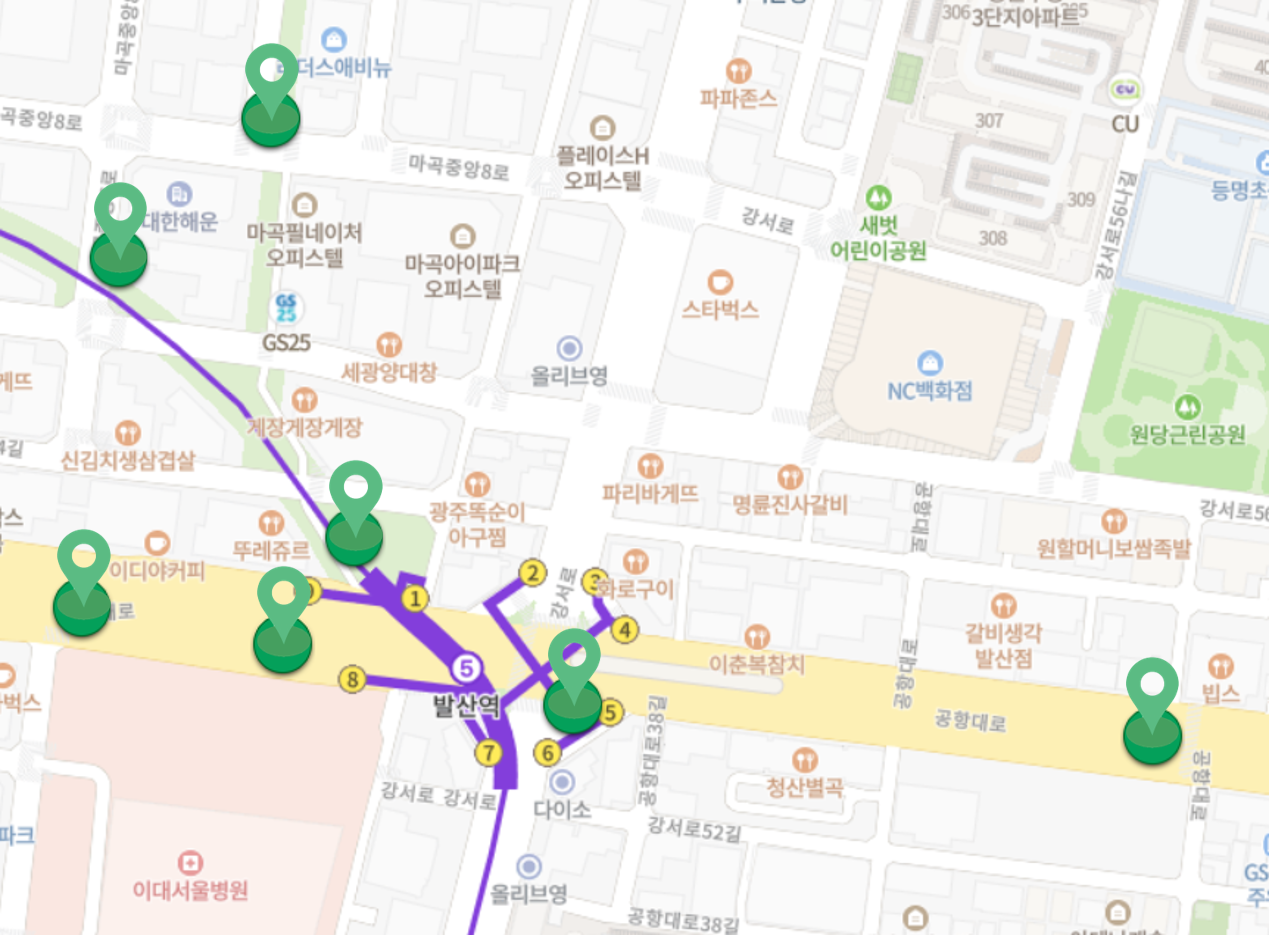 306
3단지아파트
마곡중앙
더스애비뉴
파파존스
307
CU
마곡중앙8로
플레이스H
오피스텔
마곡중앙8로
309
강서로56나길
강서로
새벗
어린이공원
308
대한해운
마곡필네이처
오피스텔
마곡아이파크
오피스텔
스타벅스
GS25
GS25
세광양대창
올리브영
NC백화점
게장게장게장
원당근린공원
신김치생삼겹살
파리바게뜨
명륜진사갈비
광주똑순이
아구찜
강서로56
공항대로
뚜레쥬르
이디야커피
원할머니보쌈족발
화로구이
강서로
1
2
3
4
갈비생각
발산점
이춘복참치
공항대로
빕스
5
발산역
8
5
7
6
공항대로
공항대로38길
청산별곡
공항대로
강서로
강서로
다이소
강서로52길
파크
이대서울병원
올리브영
공항대로38길